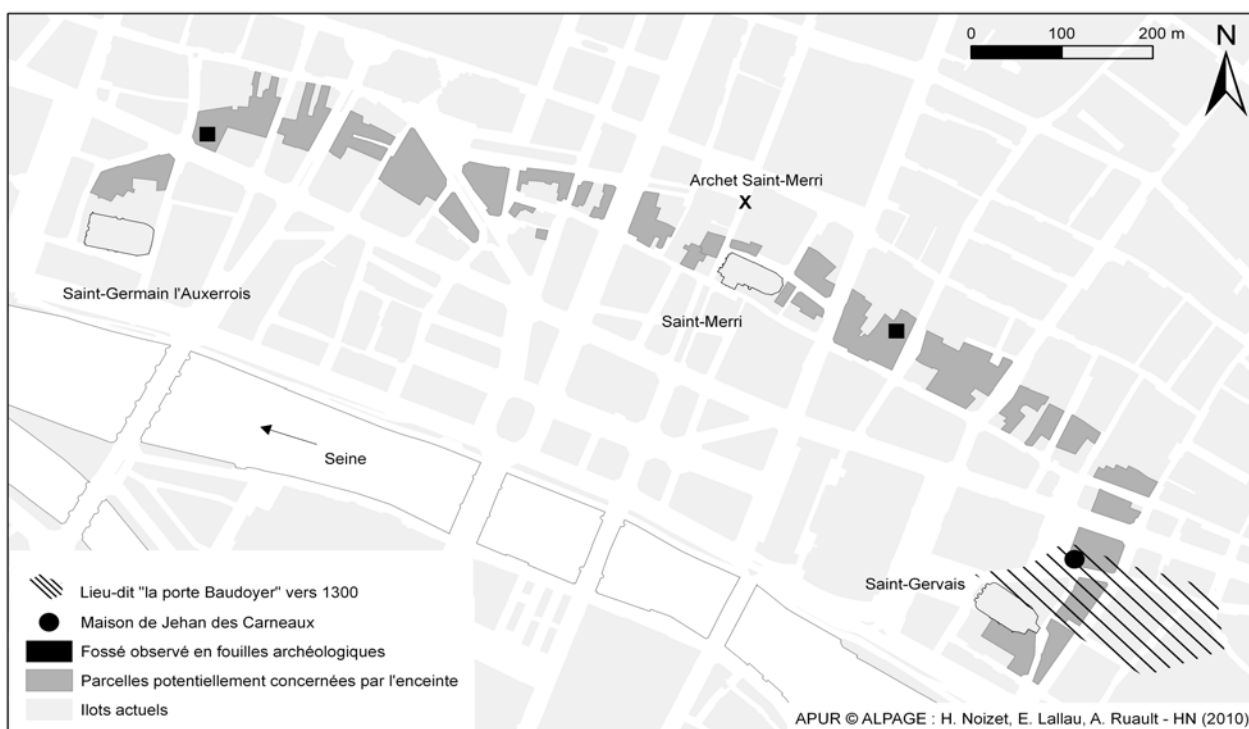 0 100 200 m
N
Archet Saint-Merri
X
Saint-Germain l'Auxerrois
Saint-Merri
Seine
Saint-Gervais
Lieu-dit "la porte Baudoyer" vers 1300
Maison de Jehan des Carneaux
Fossé observé en fouilles archéologiques
Parcelles potentiellement concernées par l'enceinte
Ilots actuels
APUR © ALPAGE : H. Noizet, E. Lallau, A. Ruault - HN (2010)